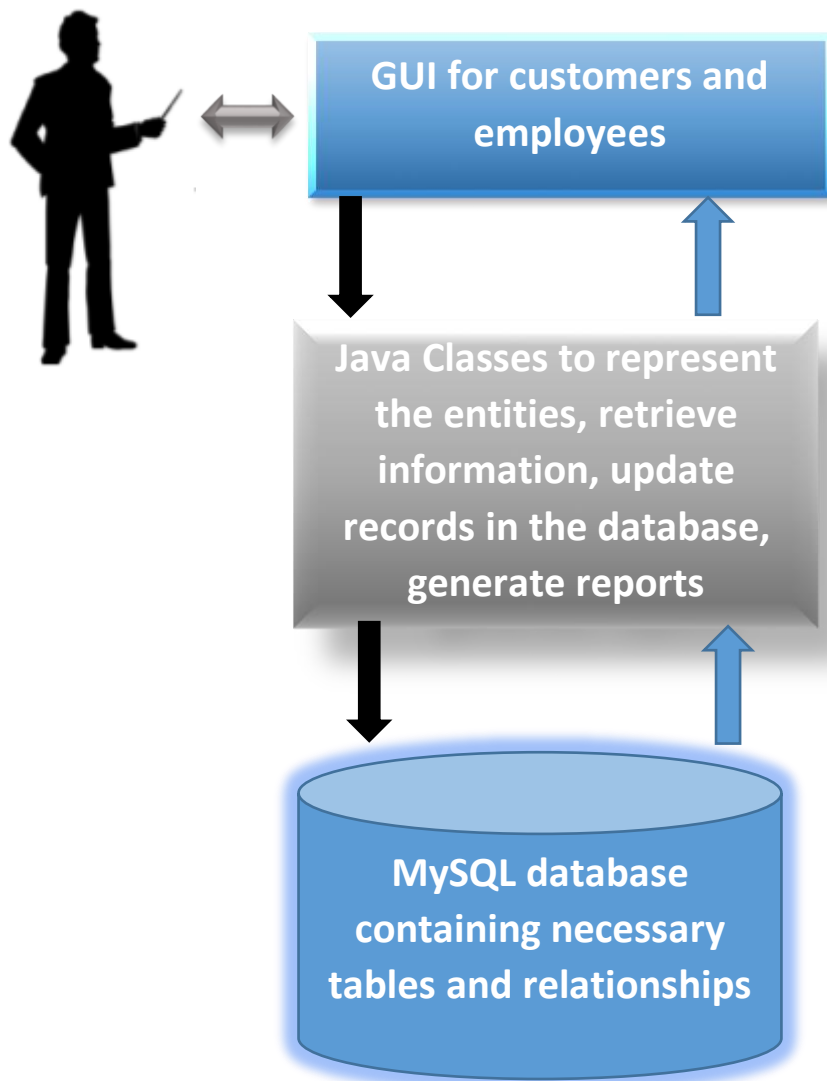 GUI for customers and
employees
Java Classes to represent
the entities, retrieve
information, update
records in the database,
generate reports
MySQL database
containing necessary
tables and relationships